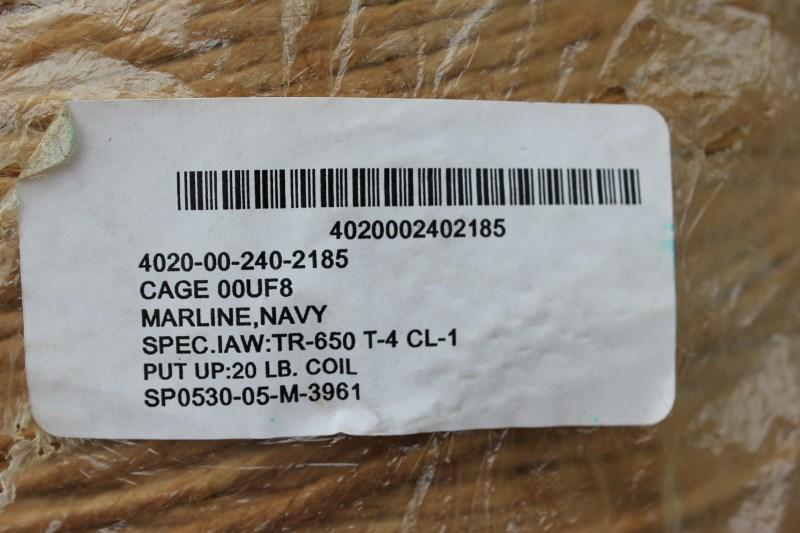 4020002402185
4020-00-240-2185
CAGE 00UF8
MARLINE,NAVY
SPEC.IAW:TR-650 T-4 CL-1
PUT UP:20 LB. COIL
SP0530-05-M-3961